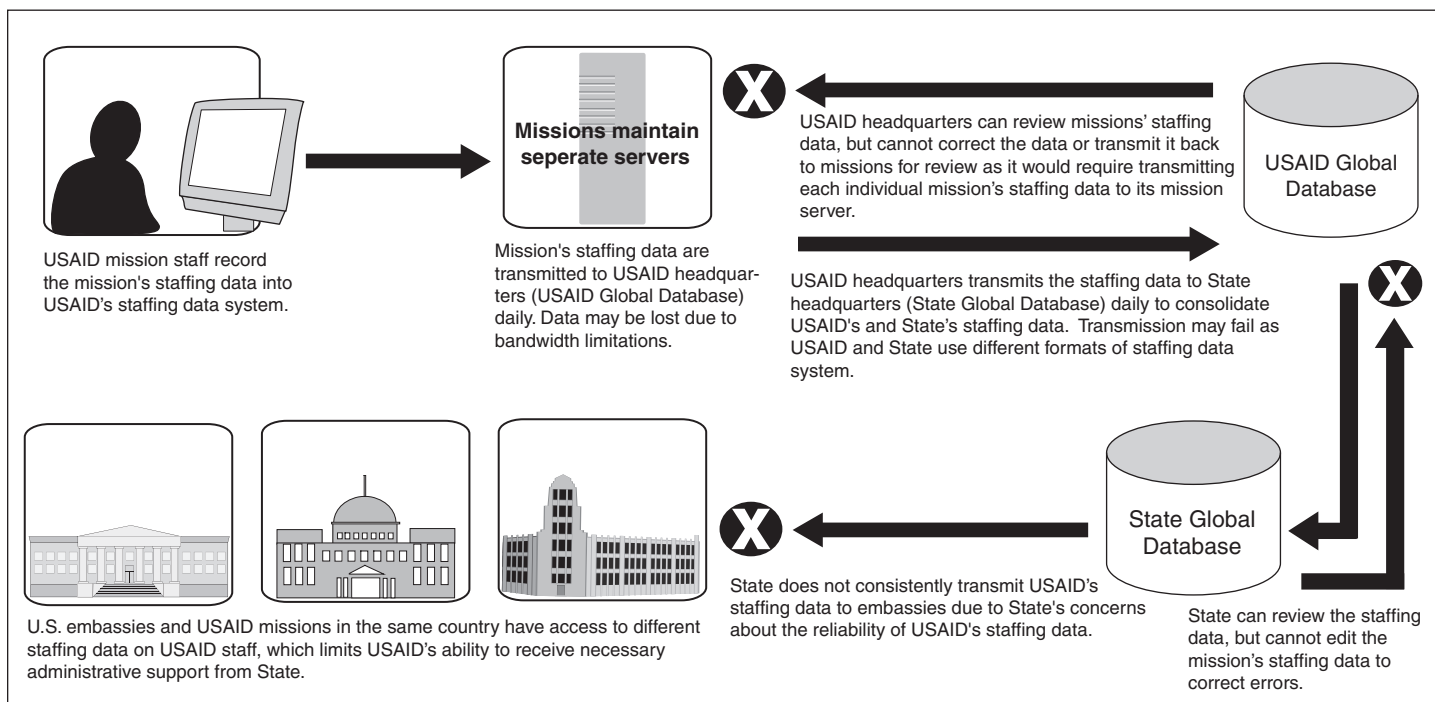 Missions maintain
seperate servers
X
USAID Global
Database
USAID mission staff record
the mission's staffing data into
USAID's staffing data system.
Mission's staffing data are
transmitted to USAID headquar-
ters (USAID Global Database)
daily. Data may be lost due to
bandwidth limitations.
USAID headquarters can review missions' staffing
data, but cannot correct the data or transmit it back
to missions for review as it would require transmitting
each individual mission's staffing data to its mission
server.
USAID headquarters transmits the staffing data to State
headquarters (State Global Database) daily to consolidate
USAID's and State's staffing data.  Transmission may fail as
USAID and State use different formats of staffing data
system.
X
State Global
Database
X
U.S. embassies and USAID missions in the same country have access to different
staffing data on USAID staff, which limits USAID's ability to receive necessary
administrative support from State.
State does not consistently transmit USAID's
staffing data to embassies due to State's concerns
about the reliability of USAID's staffing data.
State can review the staffing
data, but cannot edit the
mission's staffing data to
correct errors.